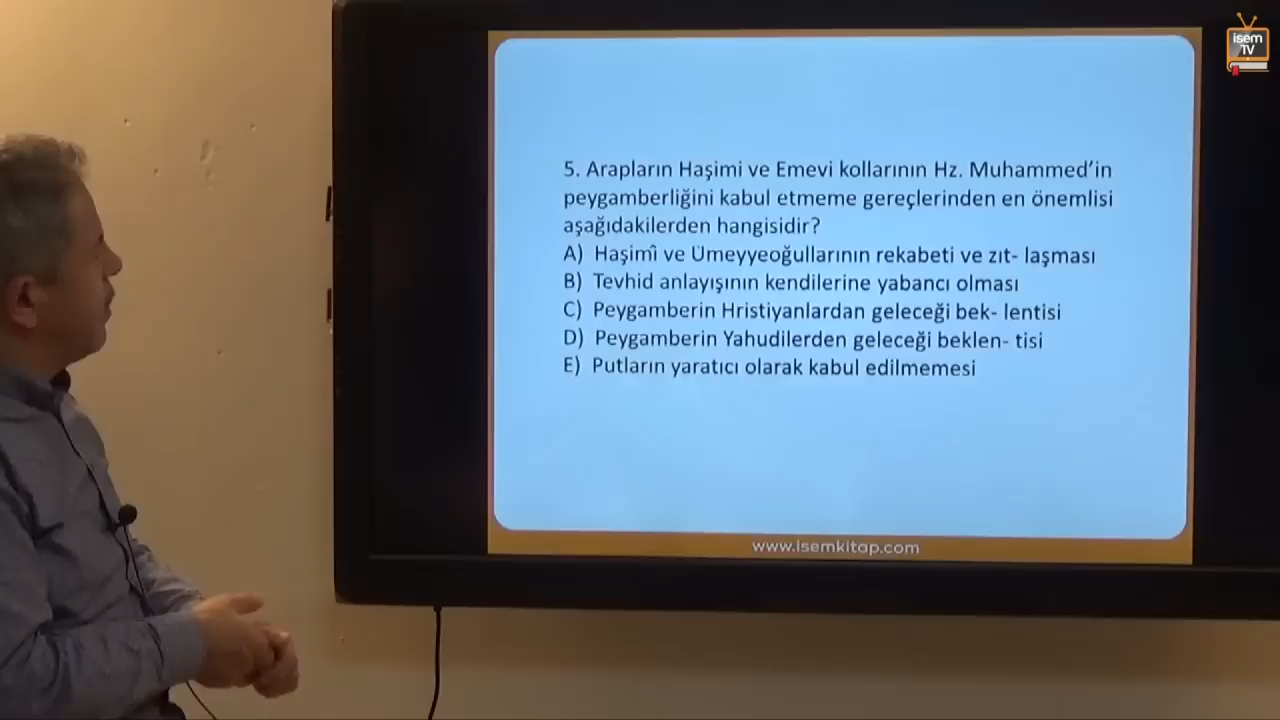 isem
TV
5. Arapların Haşimi ve Emevi kollarının Hz. Muhammed’in
peygamberliğini kabul etmeme gereçlerinden en önemlisi
aşağıdakilerden hangisidir?
A) Haşimî ve Ümeyyeoğullarının rekabeti ve zıt- laşması
B) Tevhid anlayışının kendilerine yabancı olması
C) Peygamberin Hristiyanlardan geleceği bek- lentisi
D) Peygamberin Yahudilerden geleceği beklen- tisi
E) Putların yaratıcı olarak kabul edilmemesi
www.isemkitap.com